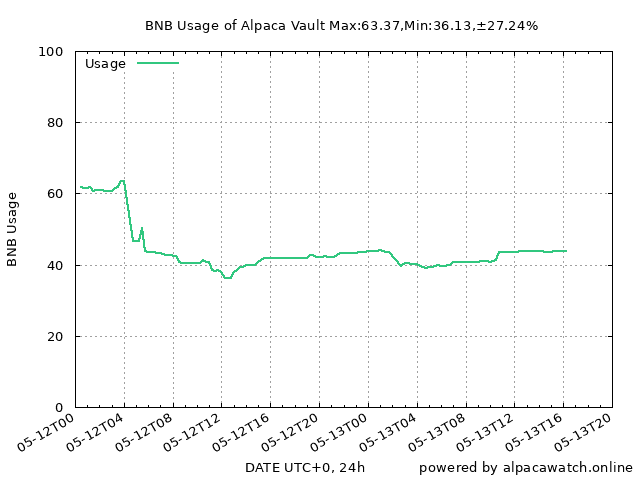 BNB Usage of Alpaca Vault Max:63.37,Min:36.13,±27.24%
Usage
100
80
60
40
20
0
BNB Usage
05-12T00
05-12T04
05-12T08
05-12T12
05-12T16
05-12T20
05-13T00
05-13T04
05-13T08
05-13T12
05-13T16
05-13T20
DATE UTC+0, 24h
powered by alpacawatch.online